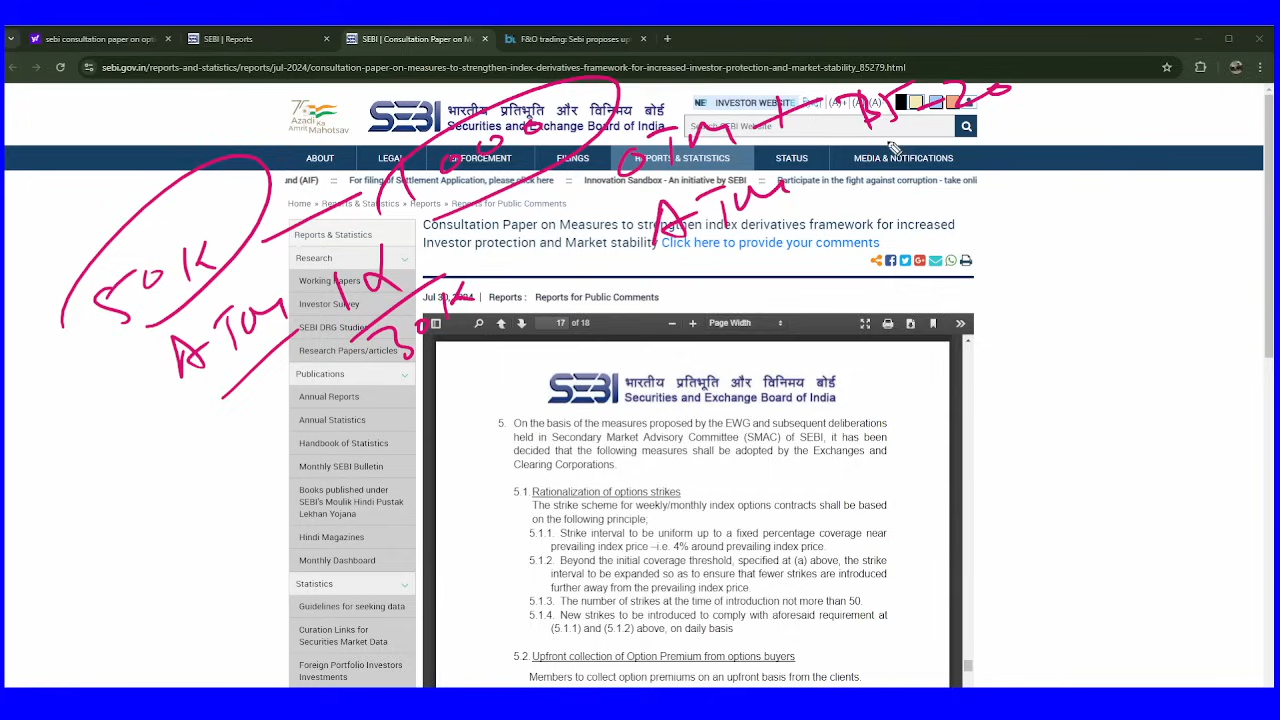 sebi consultation paper on opti
SEBI | Reports
SEBI | Consultation Paper on M
F&O trading: Sebi proposes up
sebi.gov.in/reports-and-statistics/reports/jul-2024/consultation-paper-on-measures-to-strengthen-index-derivatives-framework-for-increased-investor-protection-and-market-stability_85279.html
Azadi Ka
Amrit Mahotsav
SEBI
भारतीय प्रतिभूति और विनिमय बोर्ड
Securities and Exchange Board of India
INVESTOR WEBSITE
Search SEBI Website
ABOUT
LEGAL
ENFORCEMENT
FILINGS
REPORTS & STATISTICS
STATUS
MEDIA & NOTIFICATIONS
und (AIF) For filing of Settlement Application, please click here :: Innovation Sandbox - An initiative by SEBI :: Participate in the fight against corruption - take onli
Home » Reports & Statistics » Reports » Reports for Public Comments
Reports & Statistics
Research
Working Papers
Investor Survey
SEBI DRG Studies
Research Papers/articles
Publications
Annual Reports
Annual Statistics
Handbook of Statistics
Monthly SEBI Bulletin
Books published under
SEBI's Moulik Hindi Pustak
Lekhan Yojana
Hindi Magazines
Monthly Dashboard
Statistics
Guidelines for seeking data
Curation Links for
Securities Market Data
Foreign Portfolio Investors
Investments
Consultation Paper on Measures to strengthen index derivatives framework for increased
Investor protection and Market stability Click here to provide your comments
Jul 30, 2024 | Reports : Reports for Public Comments
17 of 18
Page Width
SEBI
भारतीय प्रतिभूति और विनिमय बोर्ड
Securities and Exchange Board of India
5. On the basis of the measures proposed by the EWG and subsequent deliberations
held in Secondary Market Advisory Committee (SMAC) of SEBI, it has been
decided that the following measures shall be adopted by the Exchanges and
Clearing Corporations.
5.1. Rationalization of options strikes
The strike scheme for weekly/monthly index options contracts shall be based
on the following principle;
5.1.1. Strike interval to be uniform up to a fixed percentage coverage near
prevailing index price –i.e. 4% around prevailing index price.
5.1.2. Beyond the initial coverage threshold, specified at (a) above, the strike
interval to be expanded so as to ensure that fewer strikes are introduced
further away from the prevailing index price.
5.1.3. The number of strikes at the time of introduction not more than 50.
5.1.4. New strikes to be introduced to comply with aforesaid requirement at
(5.1.1) and (5.1.2) above, on daily basis
5.2. Upfront collection of Option Premium from options buyers
Members to collect option premiums on an upfront basis from the clients.
50K
ATM
30K
OTM +
ATM